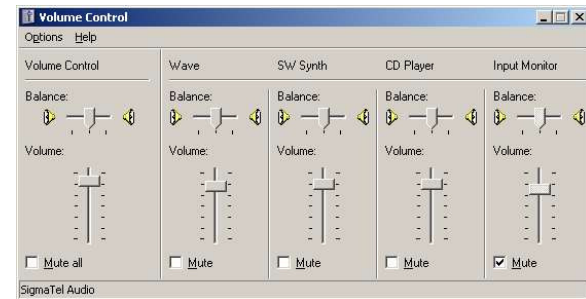 Volume Control
Options Help
Volume Control Wave SW Synth CD Player Input Monitor
Balance: Balance: Balance: Balance: Balance:
Volume: Volume: Volume: Volume: Volume:
Mute all Mute Mute Mute Mute
SigmaTel Audio